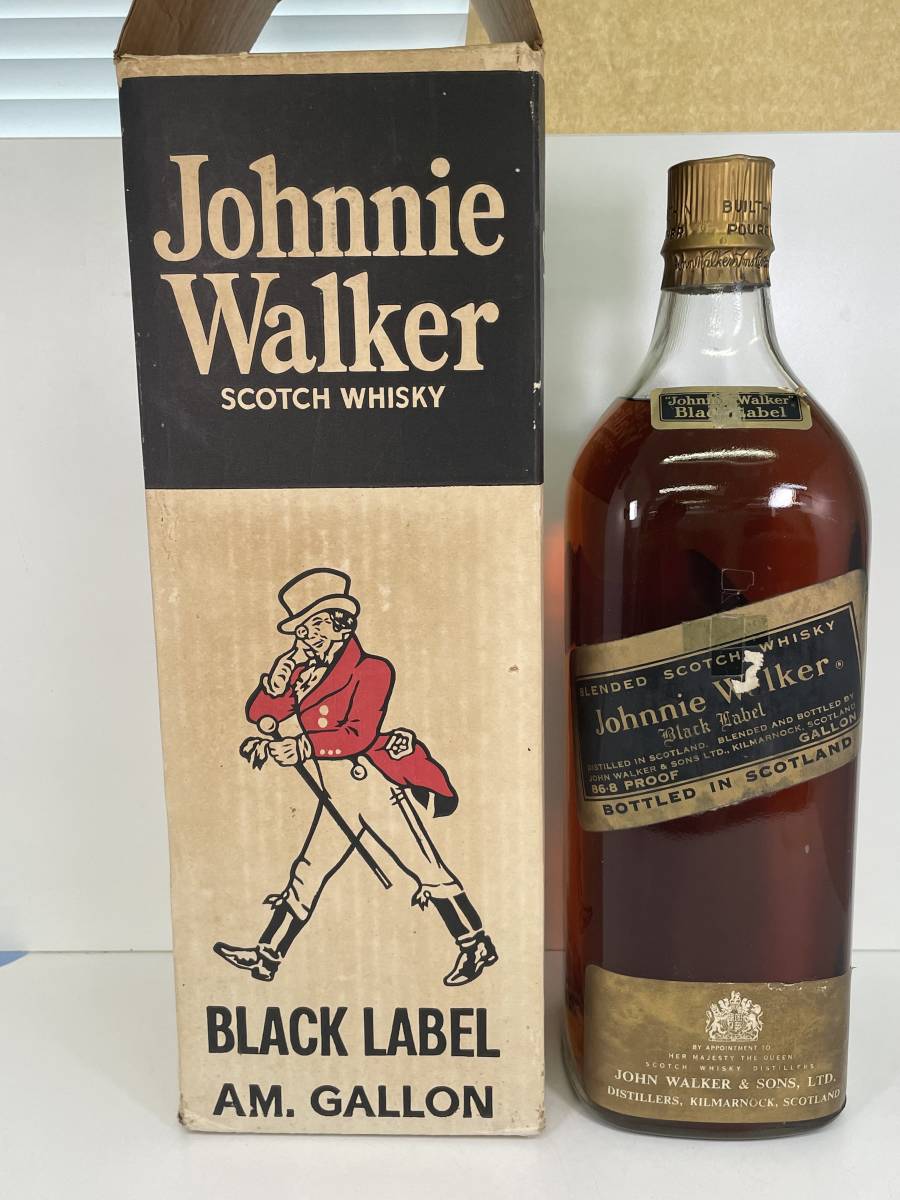 Johnnie
Walker
SCOTCH WHISKY
BLACK LABEL
AM. GALLON
BUILT-IN
POURER
"Johnnie Walker"
Black Label
BLENDED SCOTCH WHISKY
Johnnie Walker
Black Label
DISTILLED IN SCOTLAND. BLENDED AND BOTTLED BY
JOHN WALKER & SONS LTD., KILMARNOCK, SCOTLAND
86·8 PROOF GALLON
BOTTLED IN SCOTLAND
BY APPOINTMENT TO
HER MAJESTY THE QUEEN
SCOTCH WHISKY DISTILLERS
JOHN WALKER & SONS, LTD.
DISTILLERS, KILMARNOCK, SCOTLAND